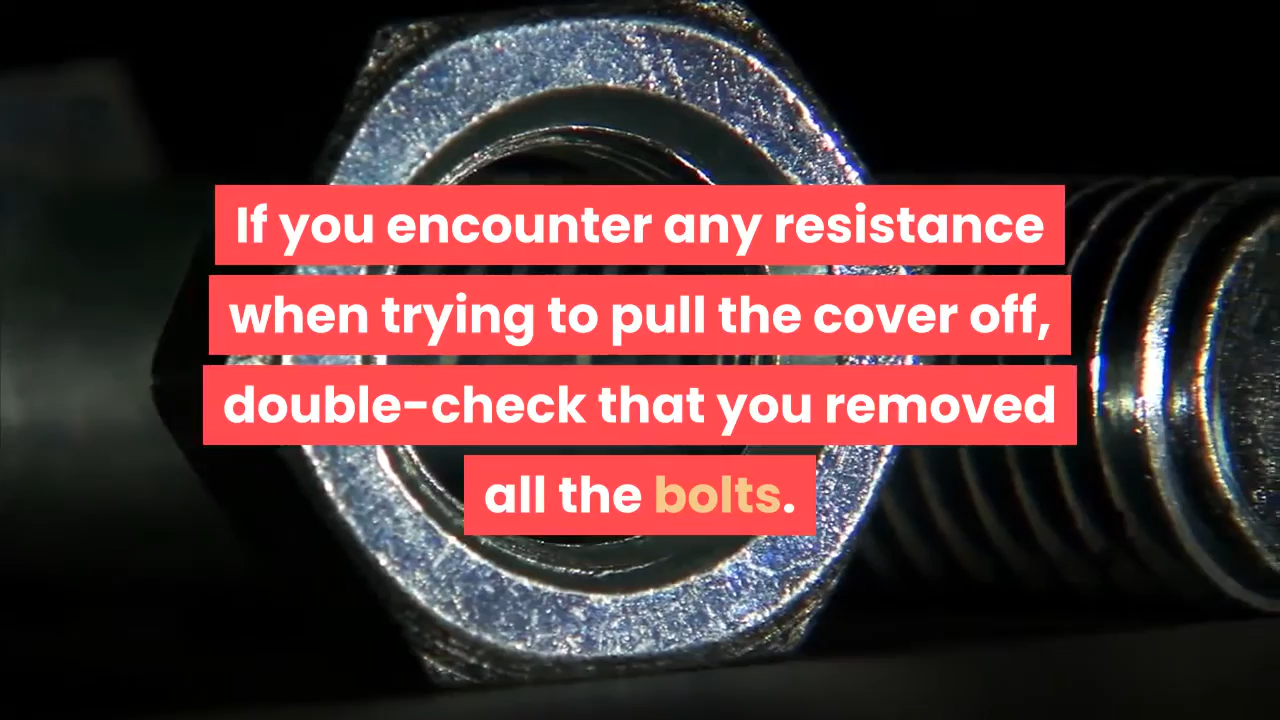 If you encounter any resistance
when trying to pull the cover off,
double-check that you removed
all the bolts.